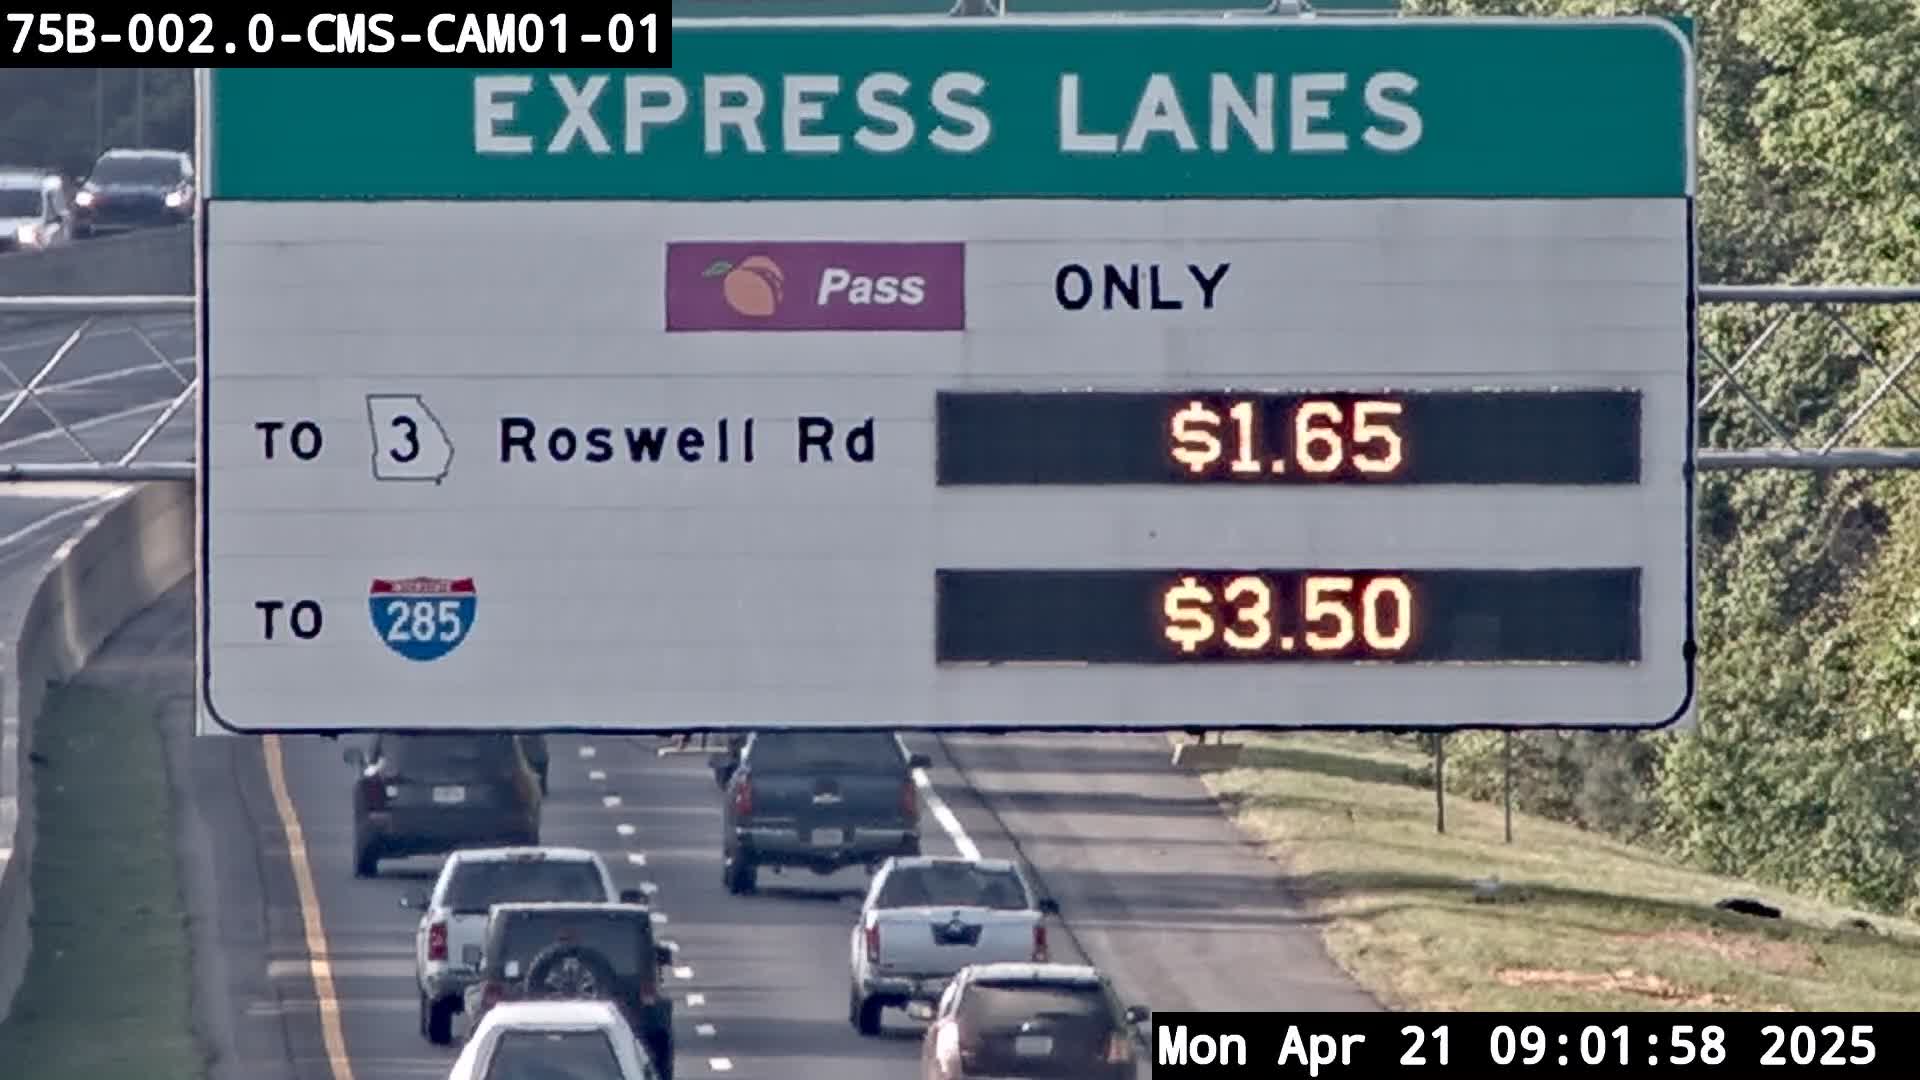 75B-002.0-CMS-CAM01-01
EXPRESS LANES
Pass ONLY
TO 3 Roswell Rd $1.65
TO INTERSTATE 285 $3.50
Mon Apr 21 09:01:58 2025